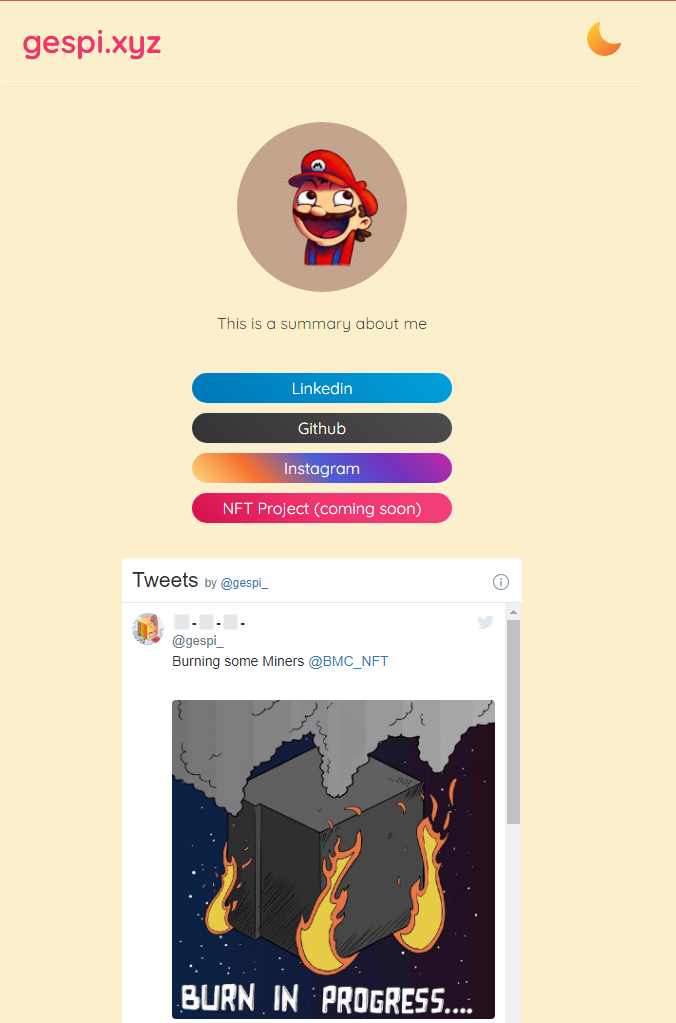 gespi.xyz
M
This is a summary about me
Linkedin
Github
Instagram
NFT Project (coming soon)
Tweets by @gespi_
- - -
@gespi_
Burning some Miners @BMC_NFT
BURN IN PROGRESS....